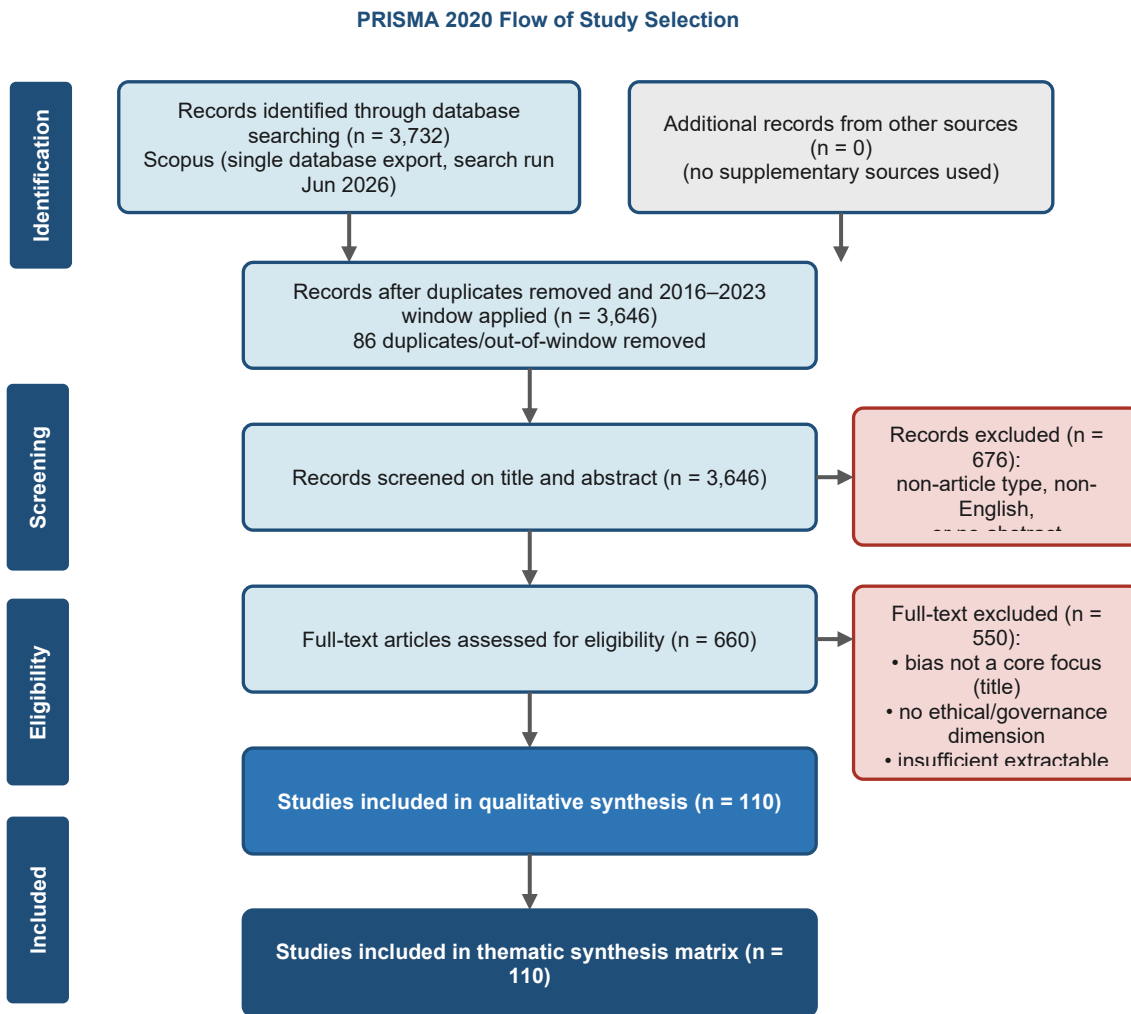 PRISMA 2020 Flow of Study Selection
Identification
Records identified through database
searching (n = 3,732)
Scopus (single database export, search run
Jun 2026)
Additional records from other sources
(n = 0)
(no supplementary sources used)
Records after duplicates removed and 2016–2023
window applied (n = 3,646)
86 duplicates/out-of-window removed
Screening
Records screened on title and abstract (n = 3,646)
Records excluded (n =
676):
non-article type, non-
English,
or no abstract
Eligibility
Full-text articles assessed for eligibility (n = 660)
Full-text excluded (n =
550):
• bias not a core focus
(title)
• no ethical/governance
dimension
• insufficient extractable
Studies included in qualitative synthesis (n = 110)
Included
Studies included in thematic synthesis matrix (n =
110)